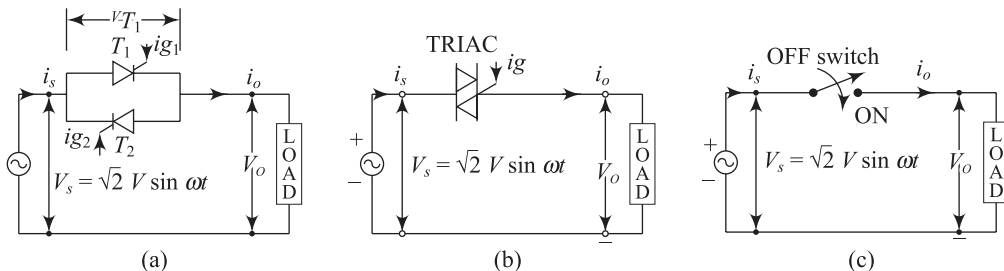 V-T₁
T₁
ig₁
iₛ
iₒ
ig₂
T₂
Vₛ = √2 V sin ωt
Vₒ
LOAD
(a)
TRIAC
ig
iₛ
iₒ
+
–
Vₛ = √2 V sin ωt
Vₒ
–
LOAD
(b)
OFF switch
iₛ
iₒ
ON
+
–
Vₛ = √2 V sin ωt
Vₒ
–
LOAD
(c)